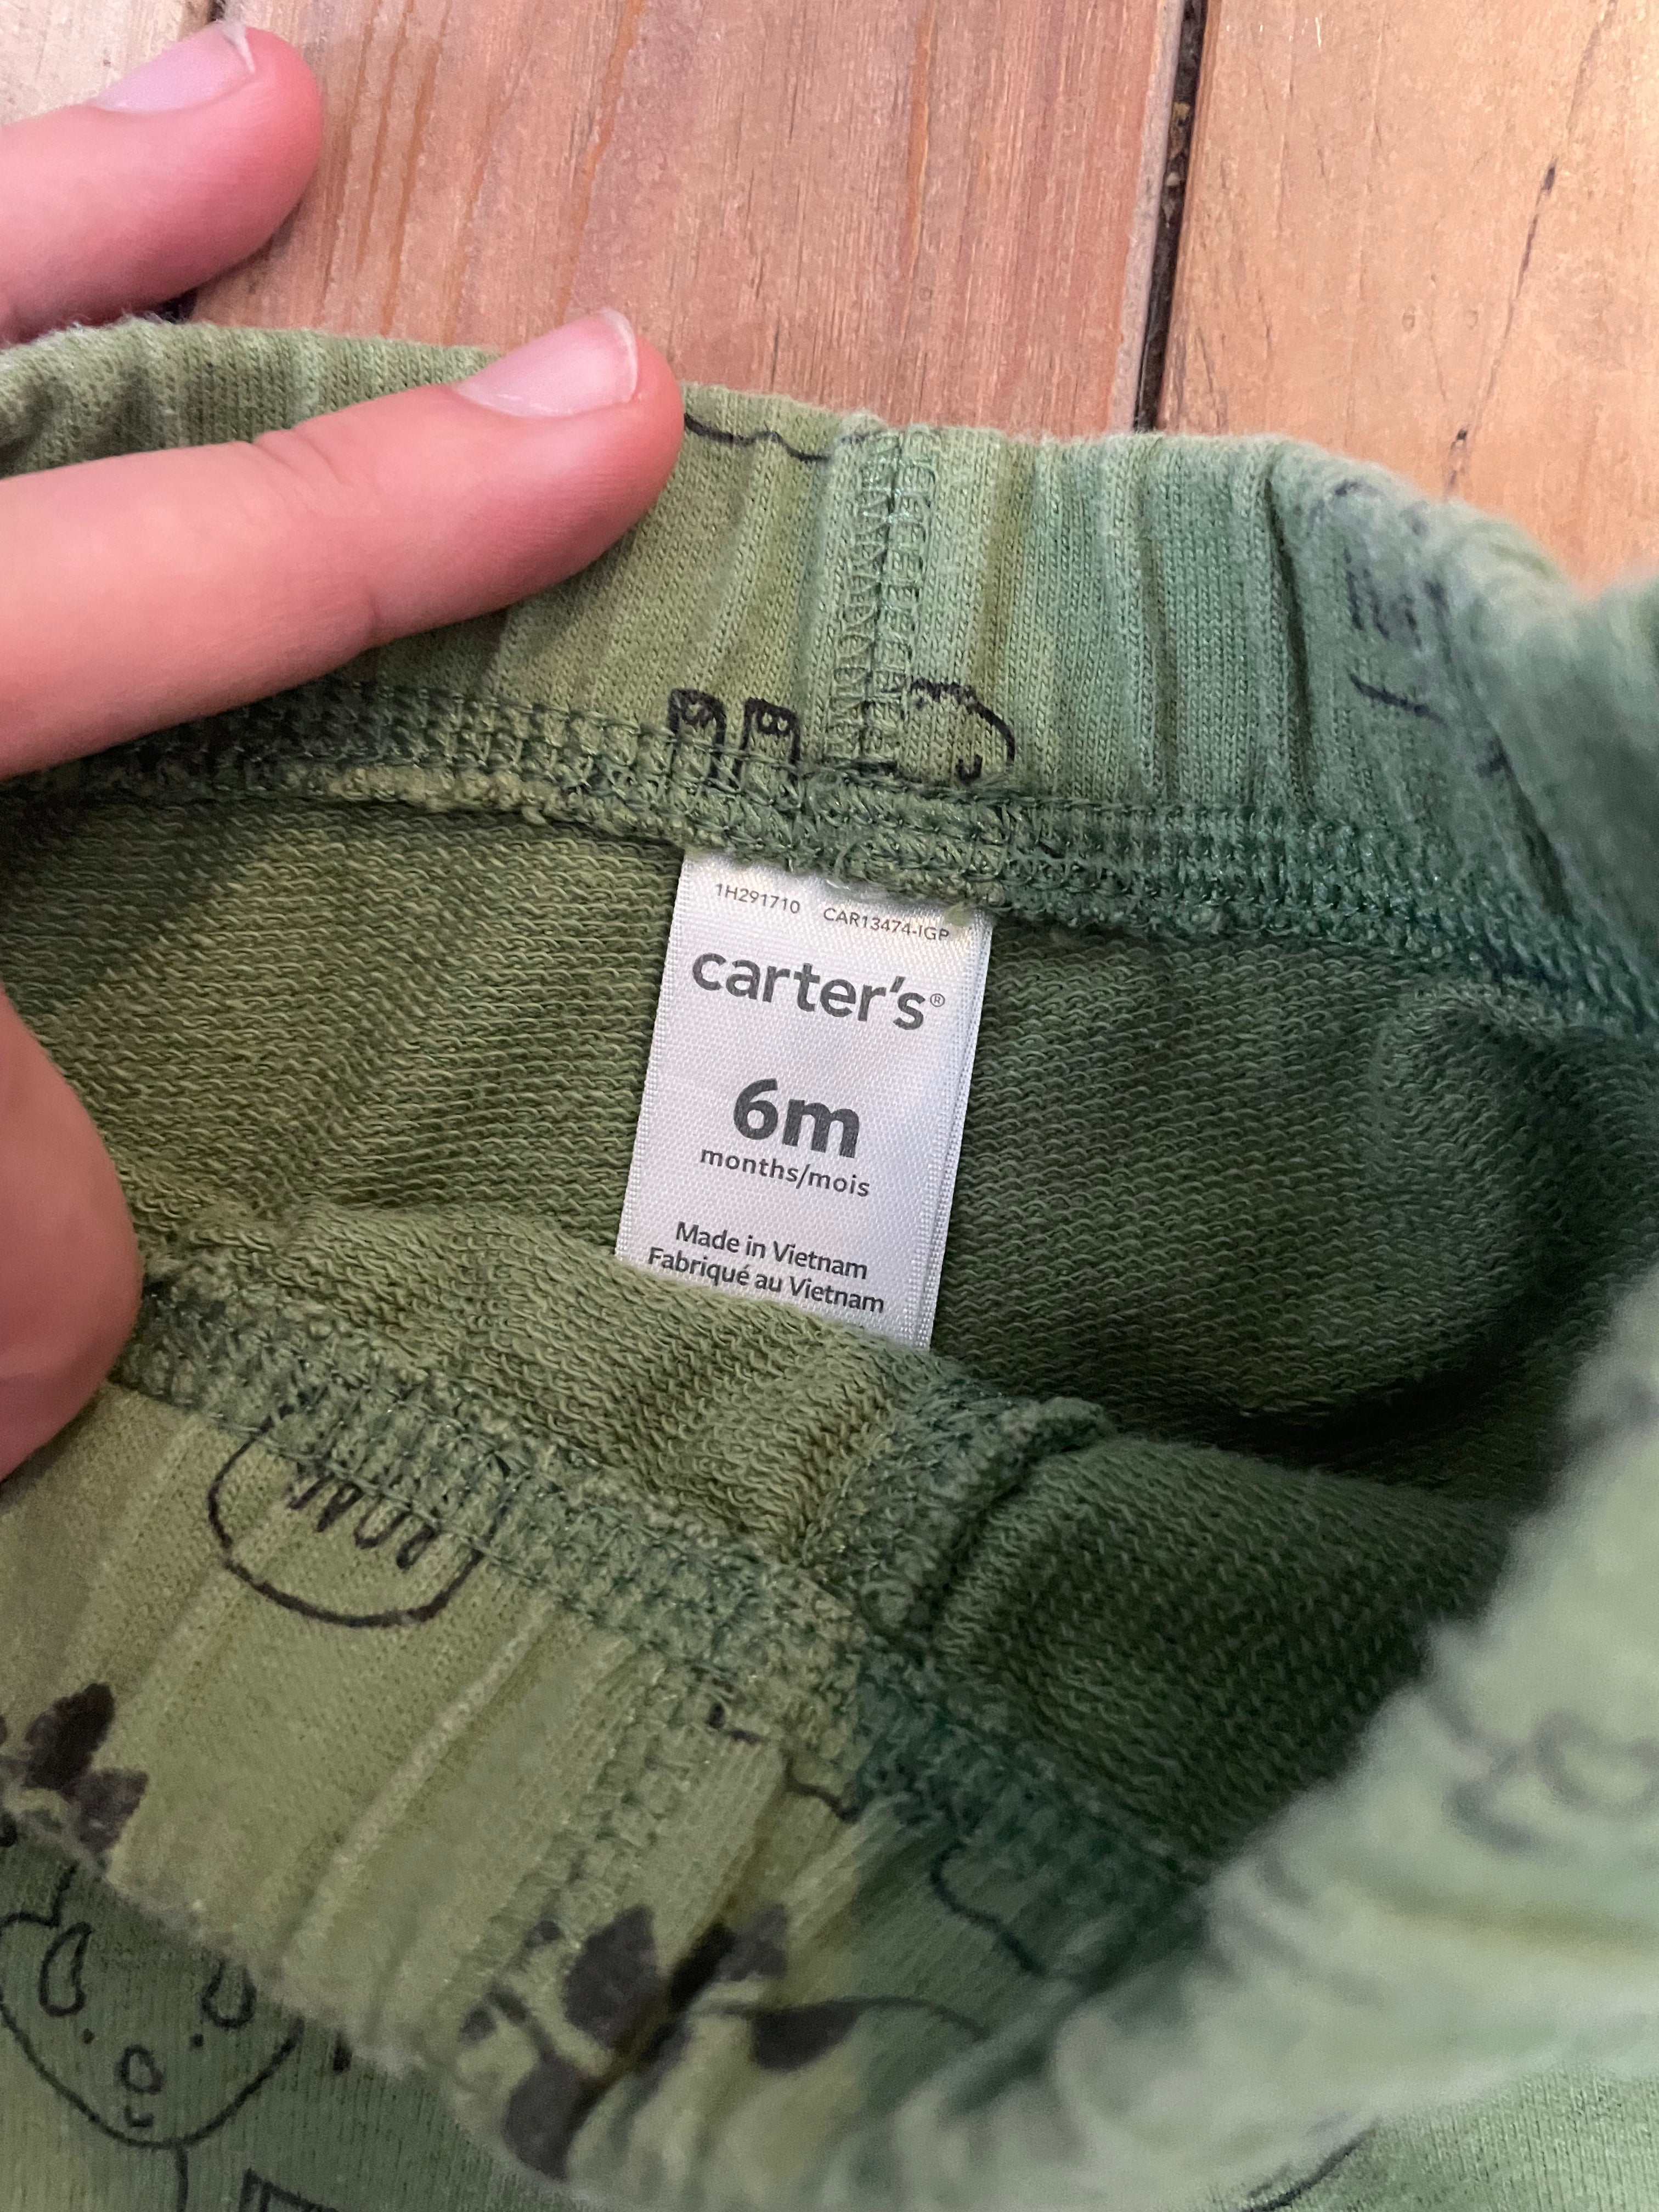 1H291710 CAR13474-IGP
carter's®
6m
months/mois
Made in Vietnam
Fabriqué au Vietnam